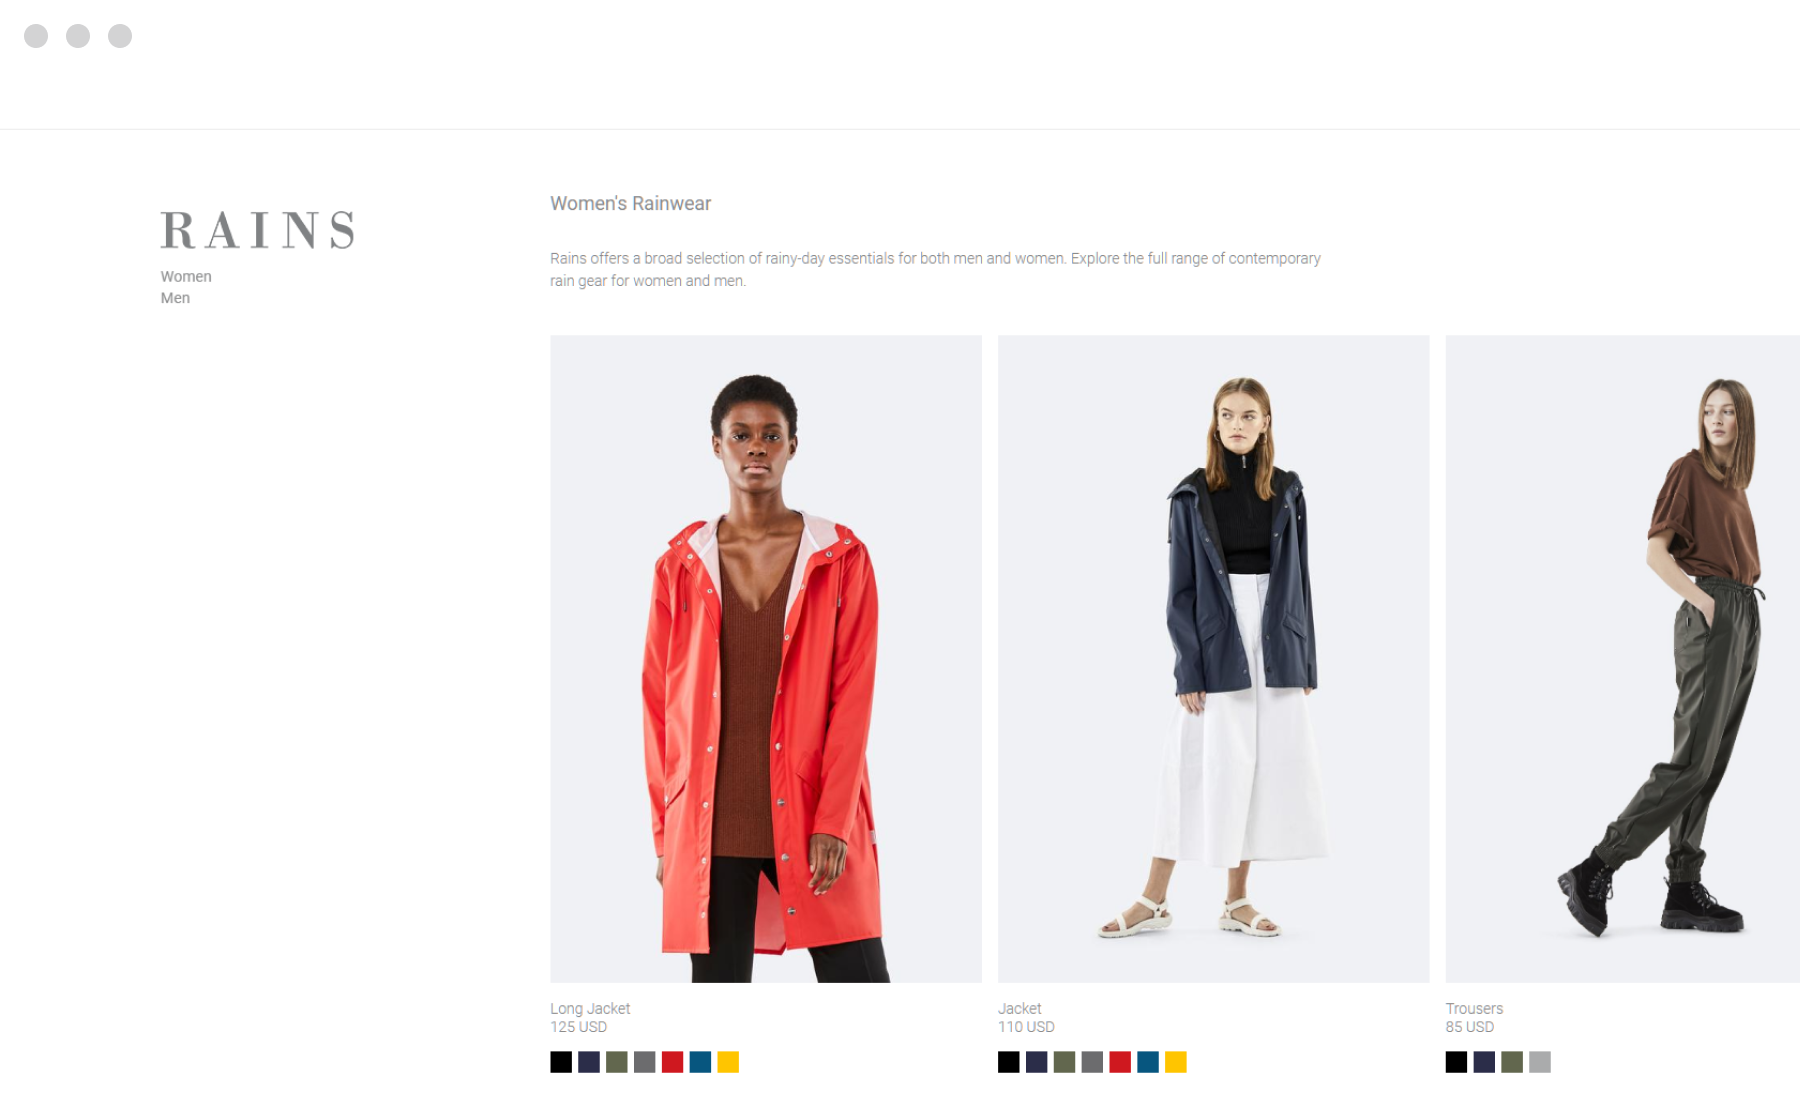 RAINS
Women
Men
Women's Rainwear
Rains offers a broad selection of rainy-day essentials for both men and women. Explore the full range of contemporary
rain gear for women and men.
Long Jacket
125 USD
Jacket
110 USD
Trousers
85 USD